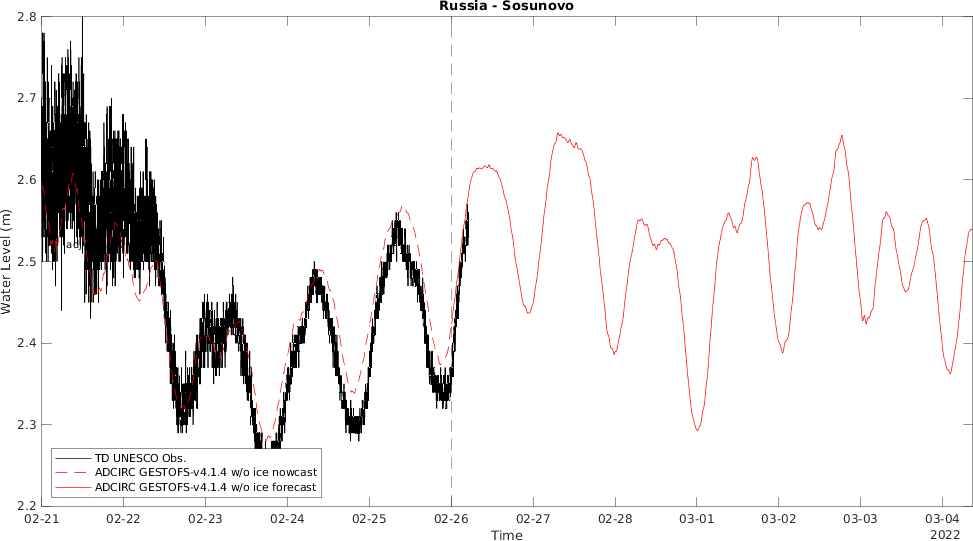 Russia - Sosunovo
2.8
2.7
2.6
2.5
2.4
2.3
2.2
Water Level (m)
adj
TD UNESCO Obs.
ADCIRC GESTOFS-v4.1.4 w/o ice nowcast
ADCIRC GESTOFS-v4.1.4 w/o ice forecast
02-21 02-22 02-23 02-24 02-25 02-26 02-27 02-28 03-01 03-02 03-03 03-04
Time
2022